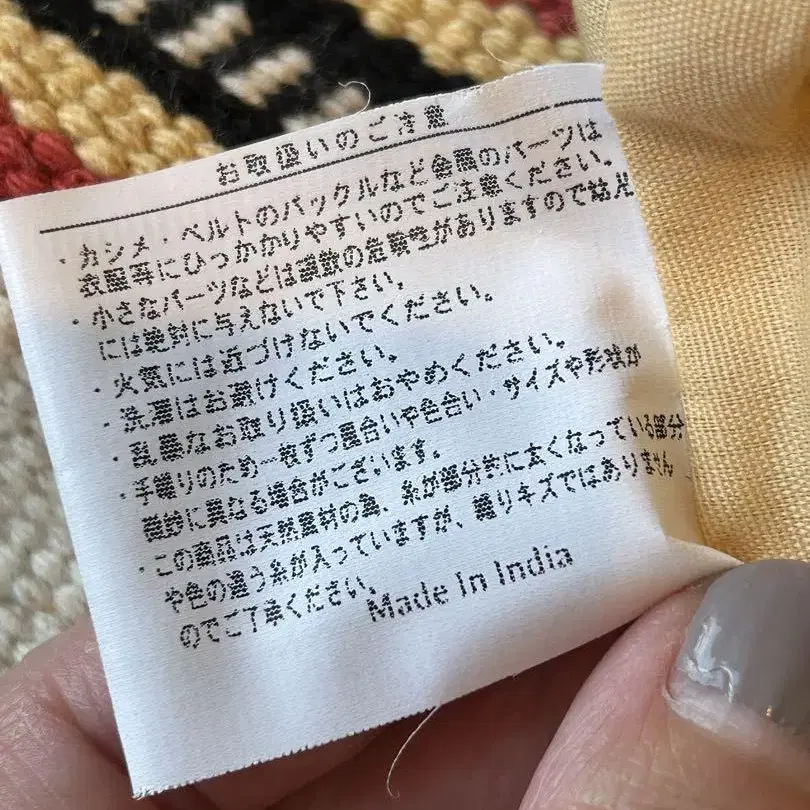 お取扱いのご注意
・カシメ・ベルトのバックルなど金属のパーツは
衣服等にひっかかりやすいのでご注意ください。
・小さなパーツなどは誤飲の危険性がありますので幼児
には絶対に与えないで下さい。
・火気には近づけないでください。
・洗濯はお避けください。
・乱暴なお取り扱いはおやめください。
・手織りのため一枚ずつ風合いや色合い・サイズや形状が
微妙に異なる場合がございます。
・この商品は天然素材の為、糸が部分的に太くなっている部分
や色の違う糸が入っていますが、織りキズではありません
のでご了承ください。
Made In India